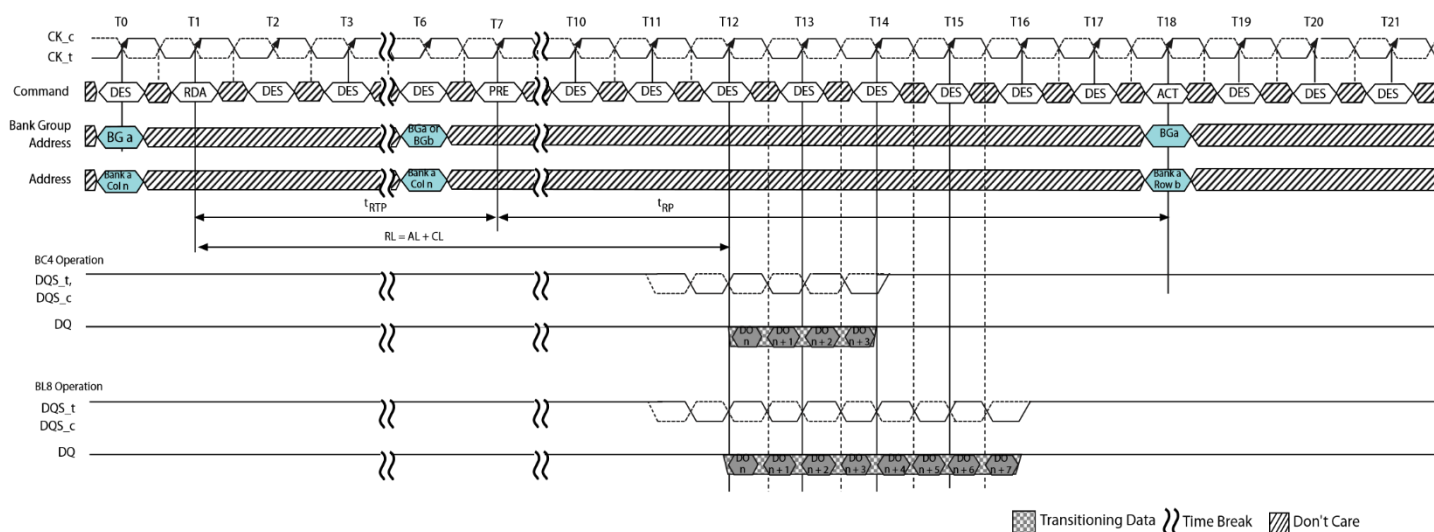 T0 T1 T2 T3 T6 T7 T10 T11 T12 T13 T14 T15 T16 T17 T18 T19 T20 T21
CK_c
CK_t
Command DES RDA DES DES DES PRE DES DES DES DES DES DES DES DES ACT DES DES DES
Bank Group
Address
BG a
BGa or
BGb
BGa
Address
Bank a
Col n
Bank a
Col n
Bank a
Row b
tRTP
tRP
RL = AL + CL
BC4 Operation
DQS_t,
DQS_c
DQ
DO
n
DO
n + 1
DO
n + 2
DO
n + 3
BL8 Operation
DQS_t
DQS_c
DQ
DO
n
DO
n + 1
DO
n + 2
DO
n + 3
DO
n + 4
DO
n + 5
DO
n + 6
DO
n + 7
Transitioning Data Time Break Don't Care